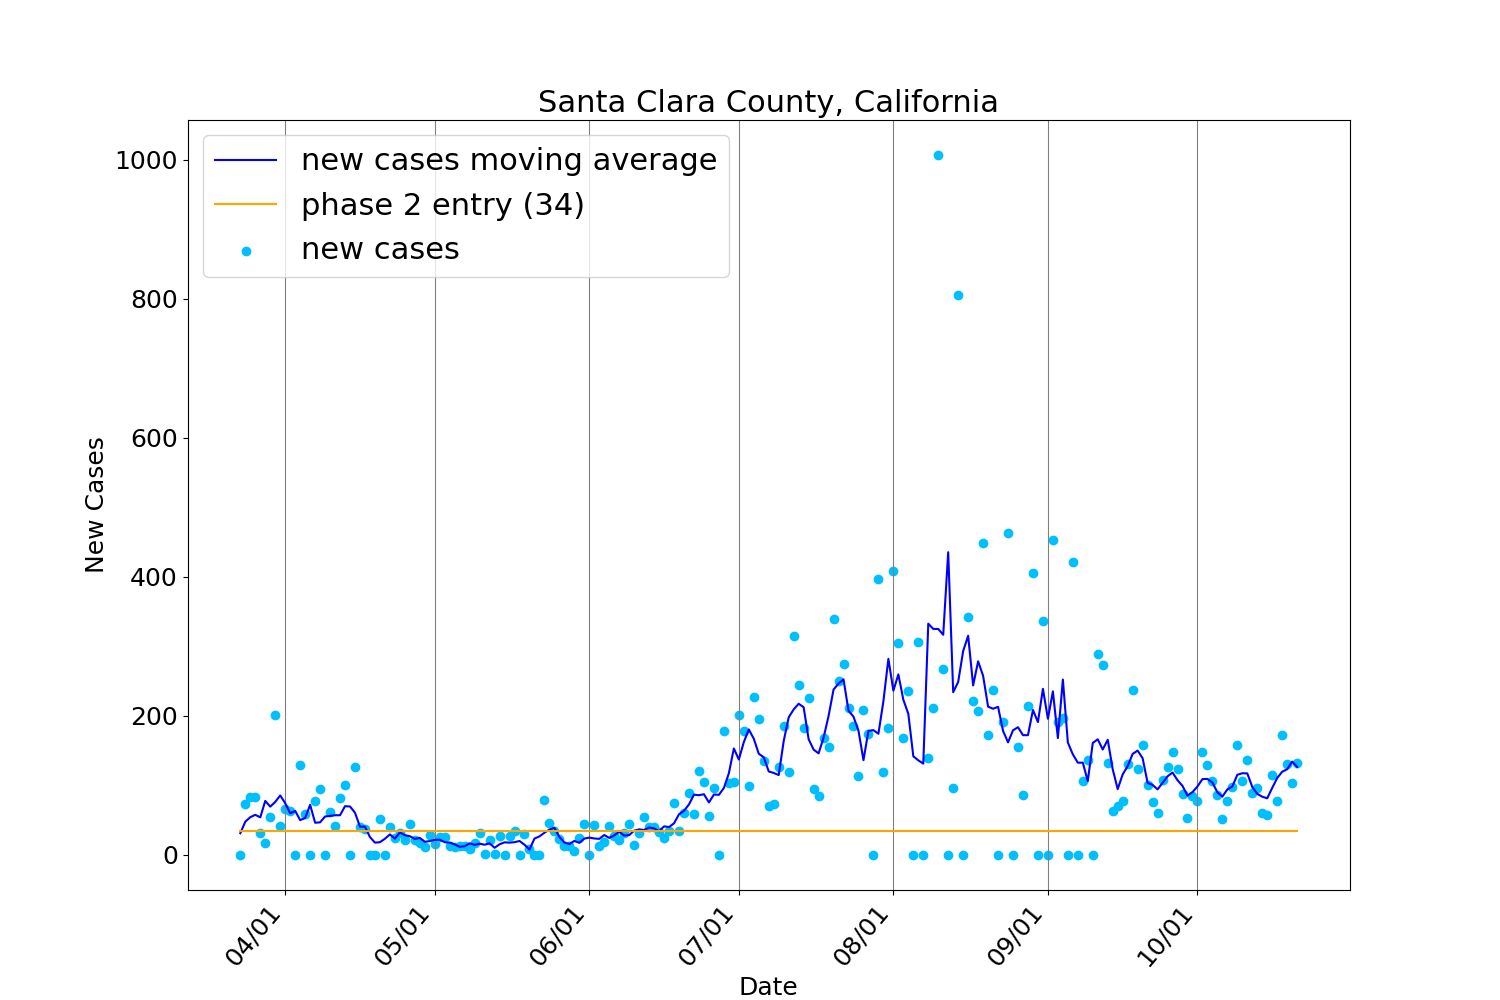 Santa Clara County, California
new cases moving average
phase 2 entry (34)
new cases
1000
800
600
400
200
0
New Cases
04/01
05/01
06/01
07/01
08/01
09/01
10/01
Date